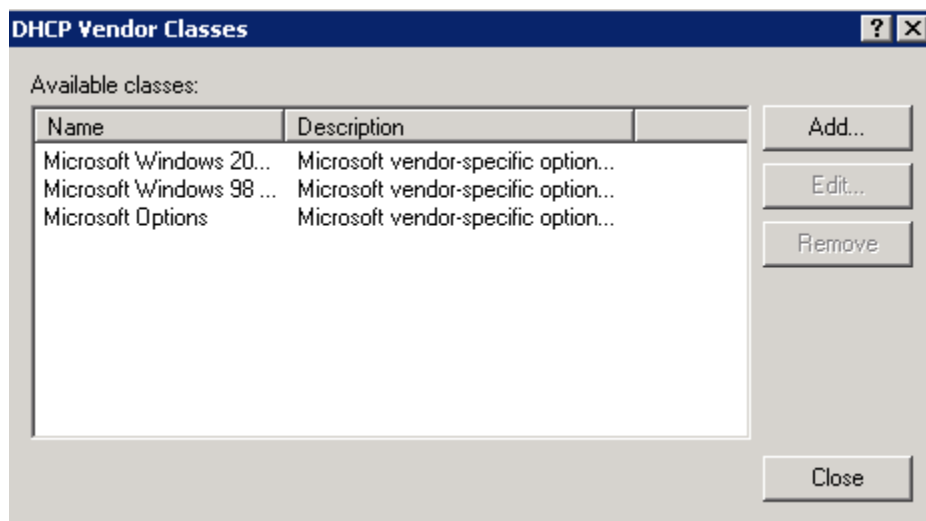 DHCP Vendor Classes
Available classes:
Name Description
Add...
Microsoft Windows 20... Microsoft vendor-specific option...
Microsoft Windows 98 ... Microsoft vendor-specific option...
Edit...
Microsoft Options Microsoft vendor-specific option...
Remove
Close